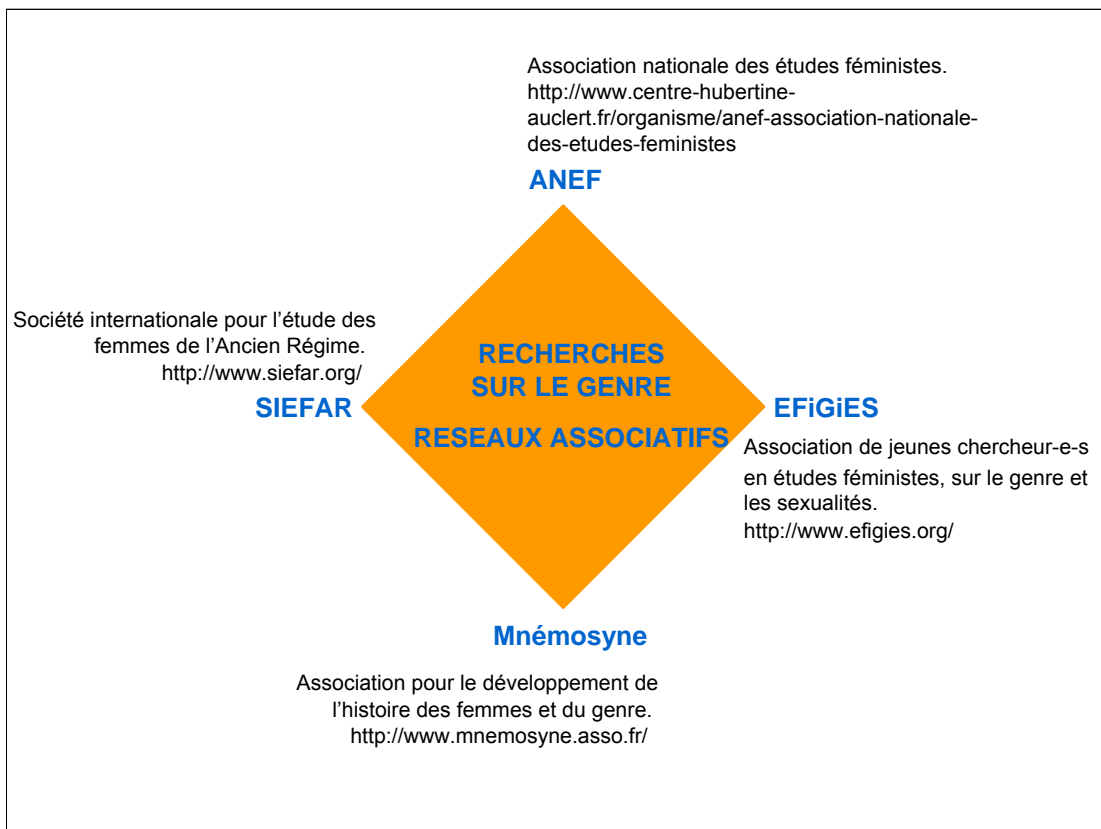 Association nationale des études féministes.
http://www.centre-hubertine-
auclert.fr/organisme/anef-association-nationale-
des-etudes-feministes
ANEF
Société internationale pour l’étude des
femmes de l’Ancien Régime.
http://www.siefar.org/
SIEFAR
RECHERCHES
SUR LE GENRE
RESEAUX ASSOCIATIFS
EFiGiES
Association de jeunes chercheur-e-s
en études féministes, sur le genre et
les sexualités.
http://www.efigies.org/
Mnémosyne
Association pour le développement de
l’histoire des femmes et du genre.
http://www.mnemosyne.asso.fr/